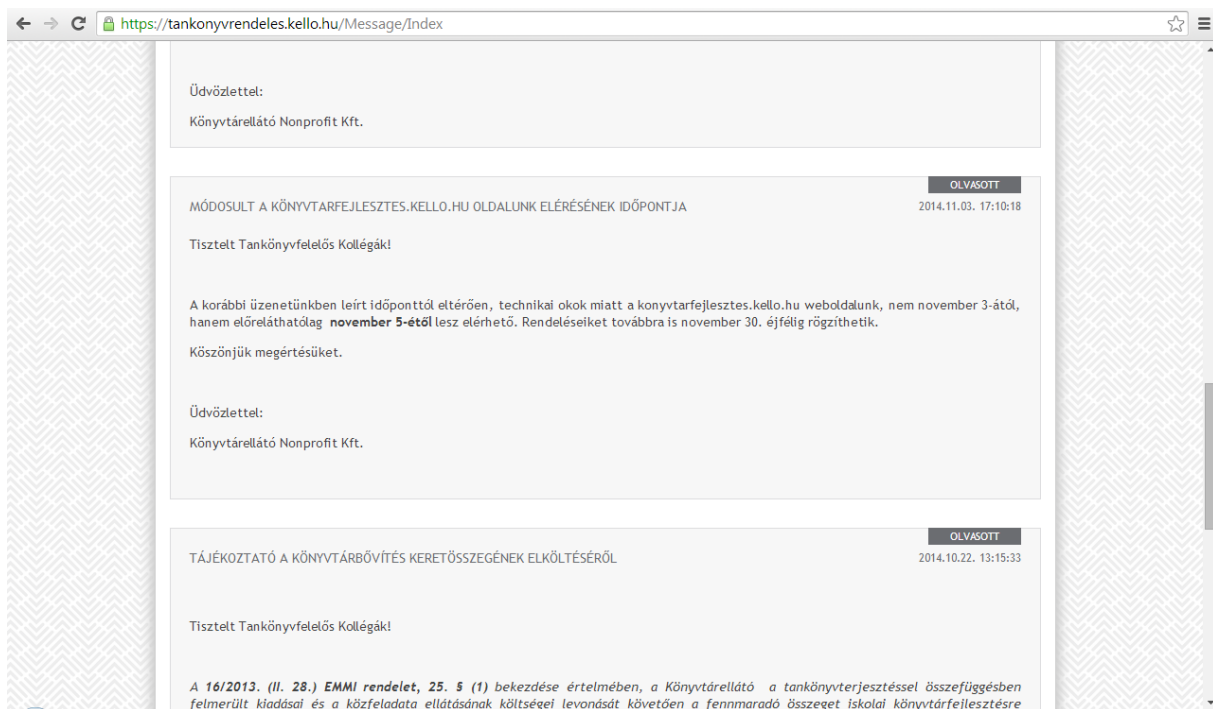 https://tankonyvrendeles.kello.hu/Message/Index
Üdvözlettel:
Könyvtárellátó Nonprofit Kft.
OLVASOTT
MÓDOSULT A KÖNYVTARFEJLESZTES.KELLO.HU OLDALUNK ELÉRÉSÉNEK IDŐPONTJA
2014.11.03. 17:10:18
Tisztelt Tankönyvfelelős Kollégák!
A korábbi üzenetünkben leírt időponttól eltérően, technikai okok miatt a konyvtarfejlesztes.kello.hu weboldalunk, nem november 3-ától,
hanem előreláthatólag november 5-étől lesz elérhető. Rendeléseiket továbbra is november 30. éjfélig rögzíthetik.
Köszönjük megértésüket.
Üdvözlettel:
Könyvtárellátó Nonprofit Kft.
OLVASOTT
TÁJÉKOZTATÓ A KÖNYVTÁRBŐVÍTÉS KERETÖSSZEGÉNEK ELKÖLTÉSÉRŐL
2014.10.22. 13:15:33
Tisztelt Tankönyvfelelős Kollégák!
A 16/2013. (II. 28.) EMMI rendelet, 25. § (1) bekezdése értelmében, a Könyvtárellátó a tankönyvterjesztéssel összefüggésben
felmerült kiadásai és a közfeladata ellátásának költségei levonását követően a fennmaradó összeget iskolai könyvtárfejlesztésre